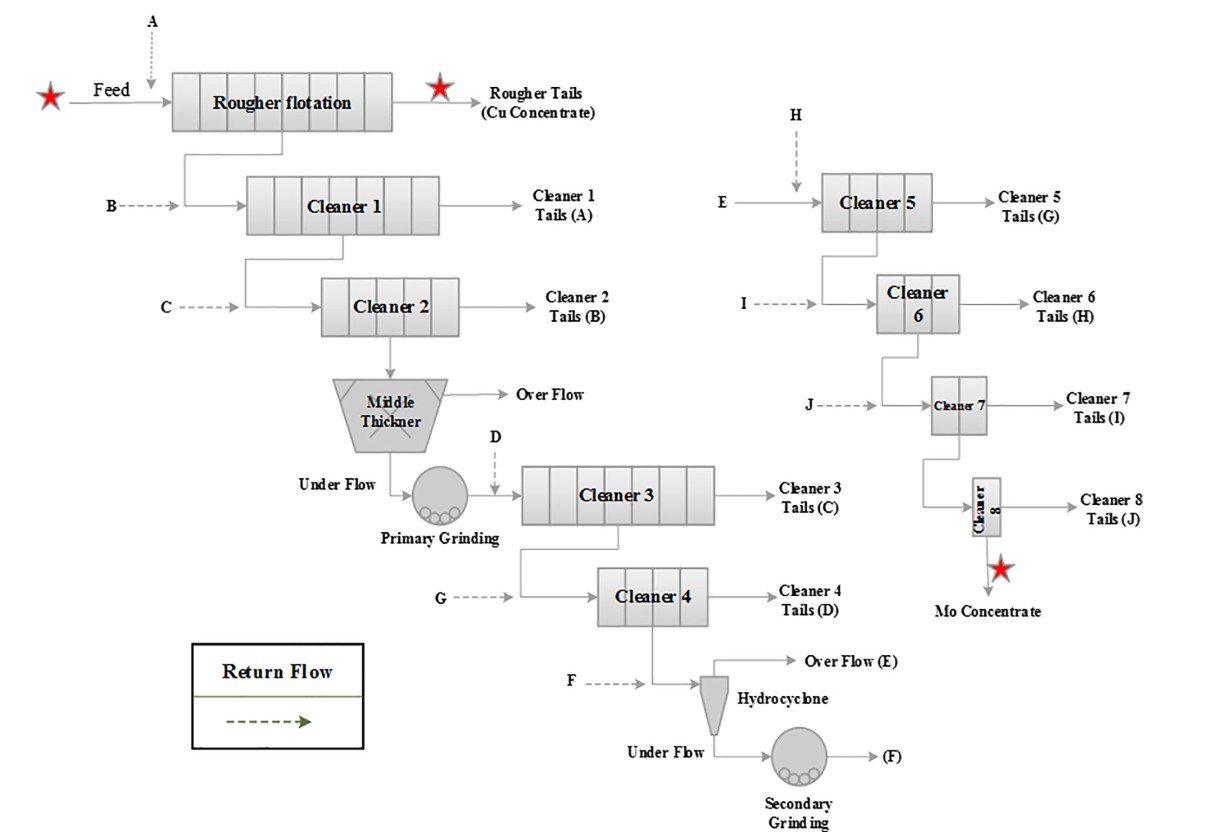 A
Feed
Rougher flotation
Rougher Tails
(Cu Concentrate)
B
Cleaner 1
Cleaner 1
Tails (A)
C
Cleaner 2
Cleaner 2
Tails (B)
Middle
Thickner
Over Flow
Under Flow
Primary Grinding
D
Cleaner 3
Cleaner 3
Tails (C)
G
Cleaner 4
Cleaner 4
Tails (D)
F
Over Flow (E)
Hydrocyclone
Under Flow
(F)
Secondary
Grinding
H
E
Cleaner 5
Cleaner 5
Tails (G)
I
Cleaner
6
Cleaner 6
Tails (H)
J
Cleaner 7
Cleaner 7
Tails (I)
Cleaner
8
Cleaner 8
Tails (J)
Mo Concentrate
Return Flow